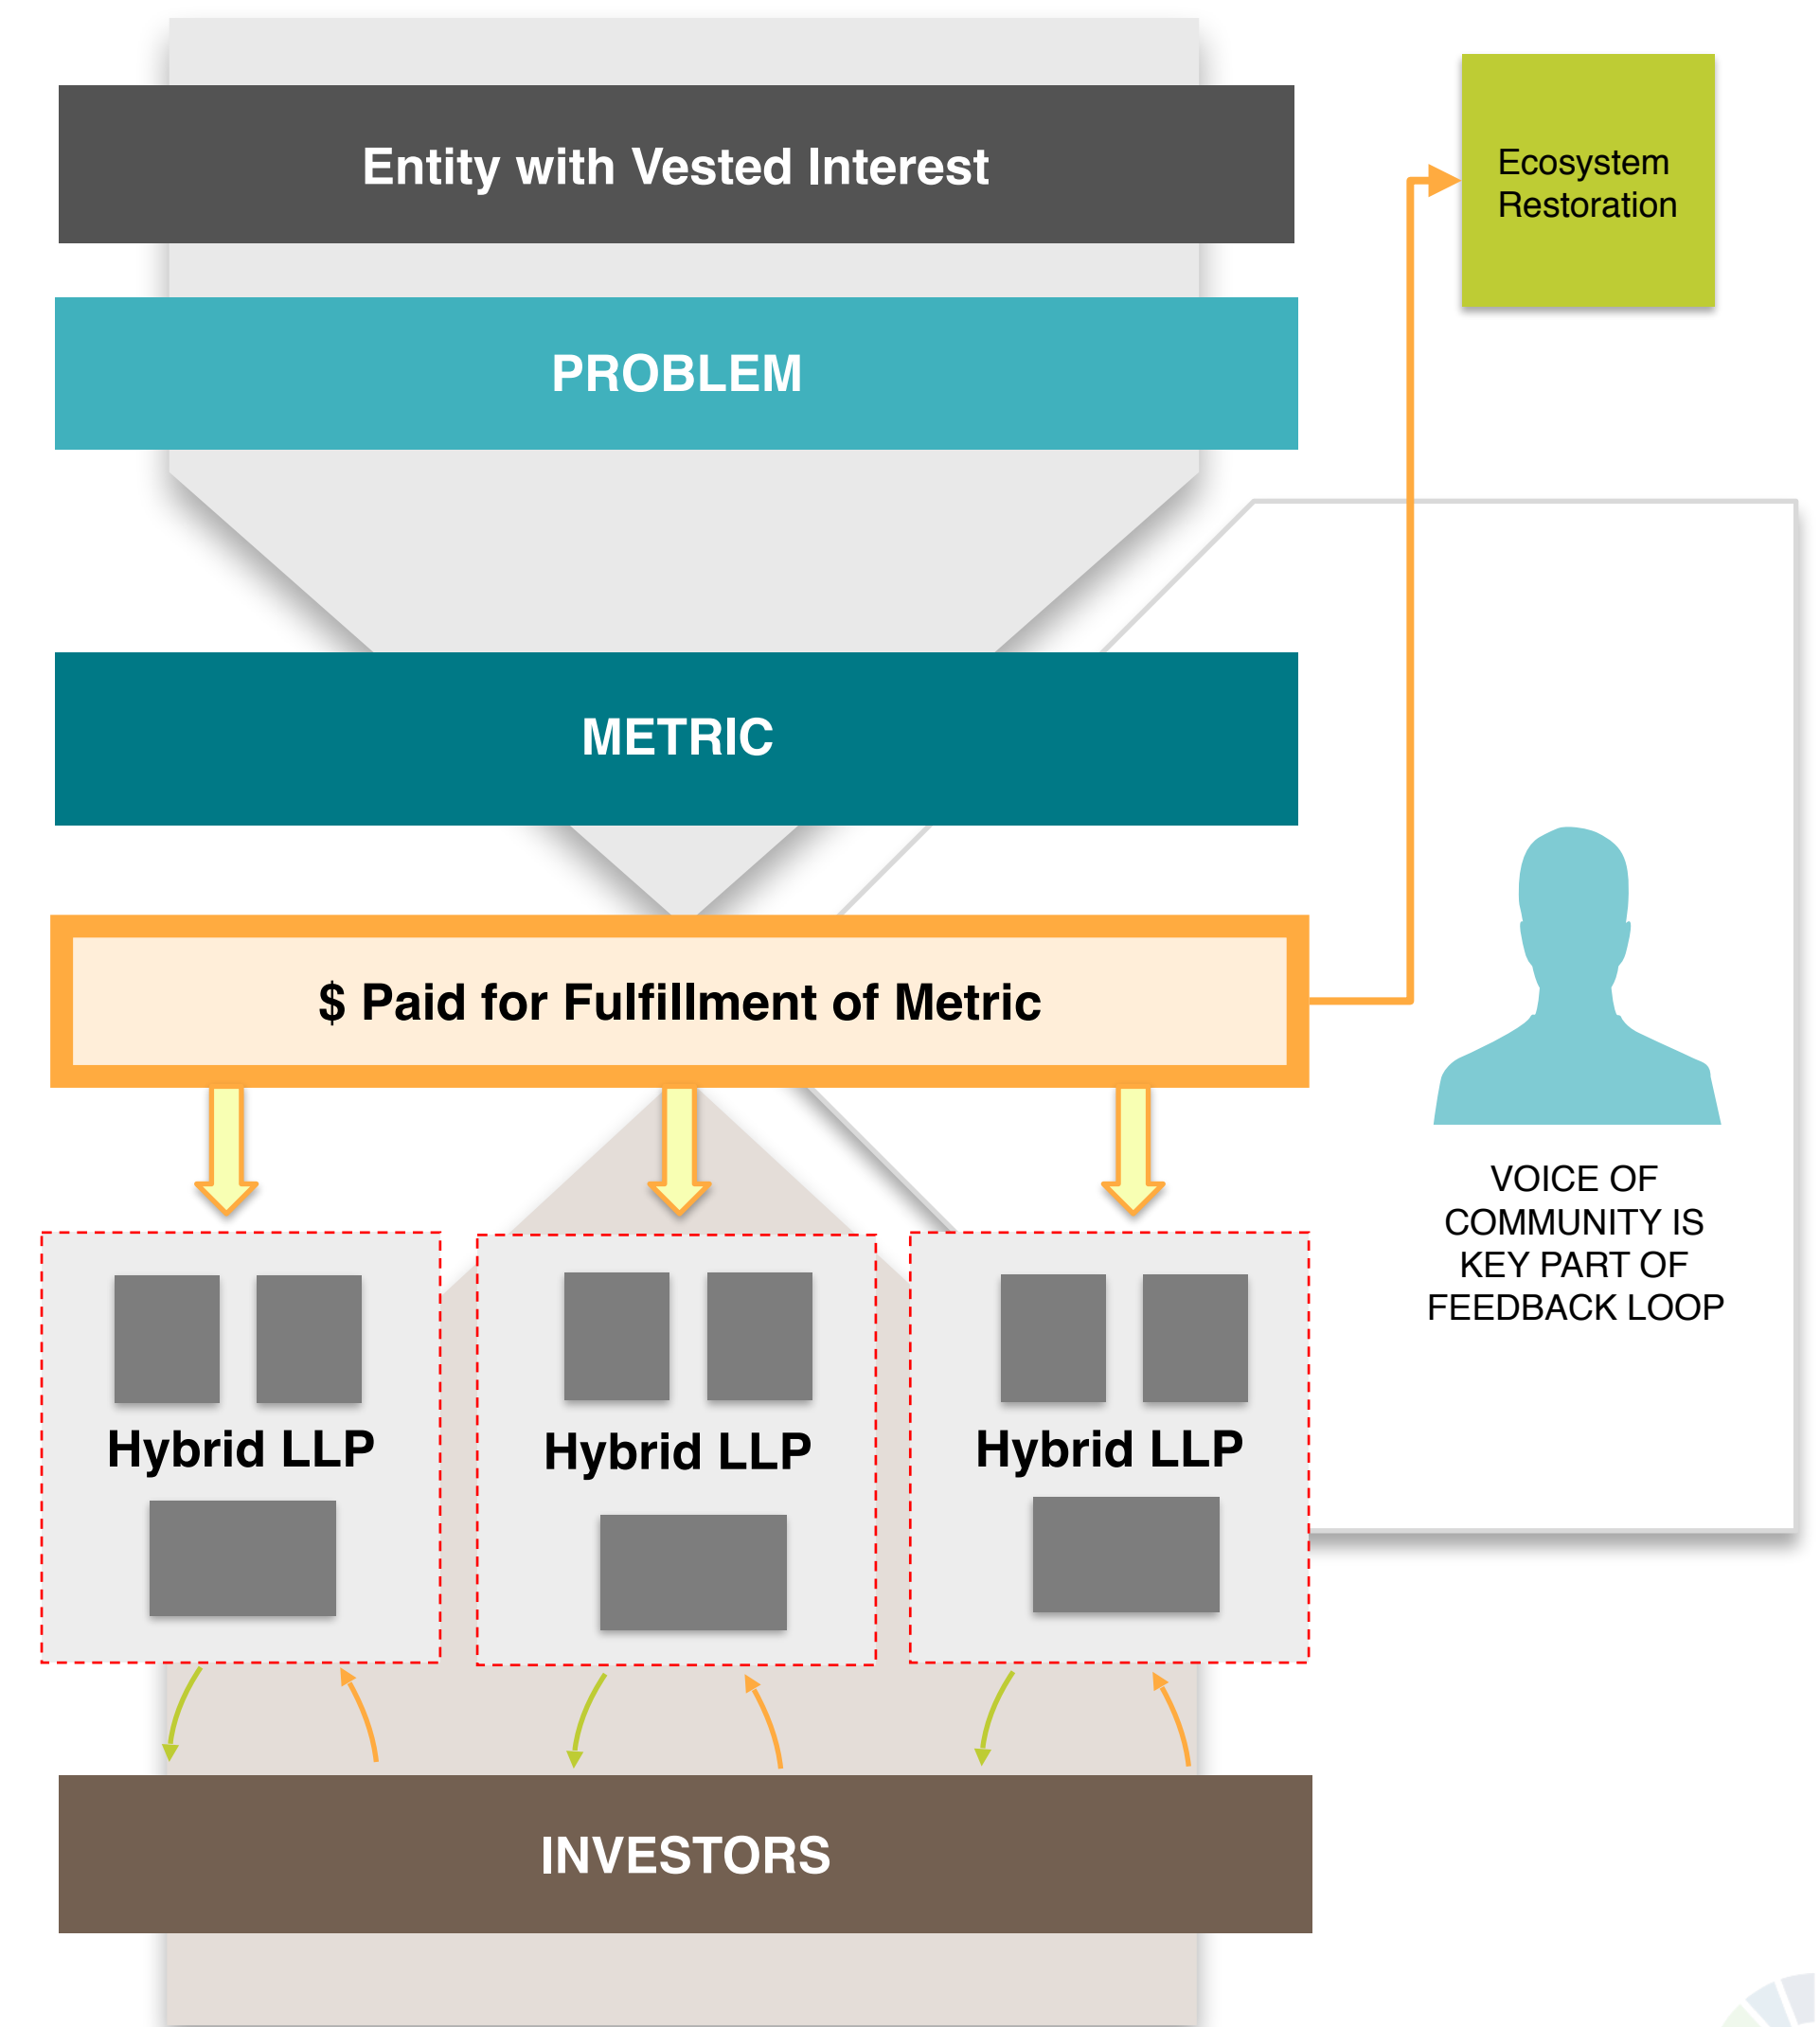 Entity with Vested Interest
Ecosystem
Restoration
PROBLEM
METRIC
$ Paid for Fulfillment of Metric
VOICE OF
COMMUNITY IS
KEY PART OF
FEEDBACK LOOP
Hybrid LLP
Hybrid LLP
Hybrid LLP
INVESTORS